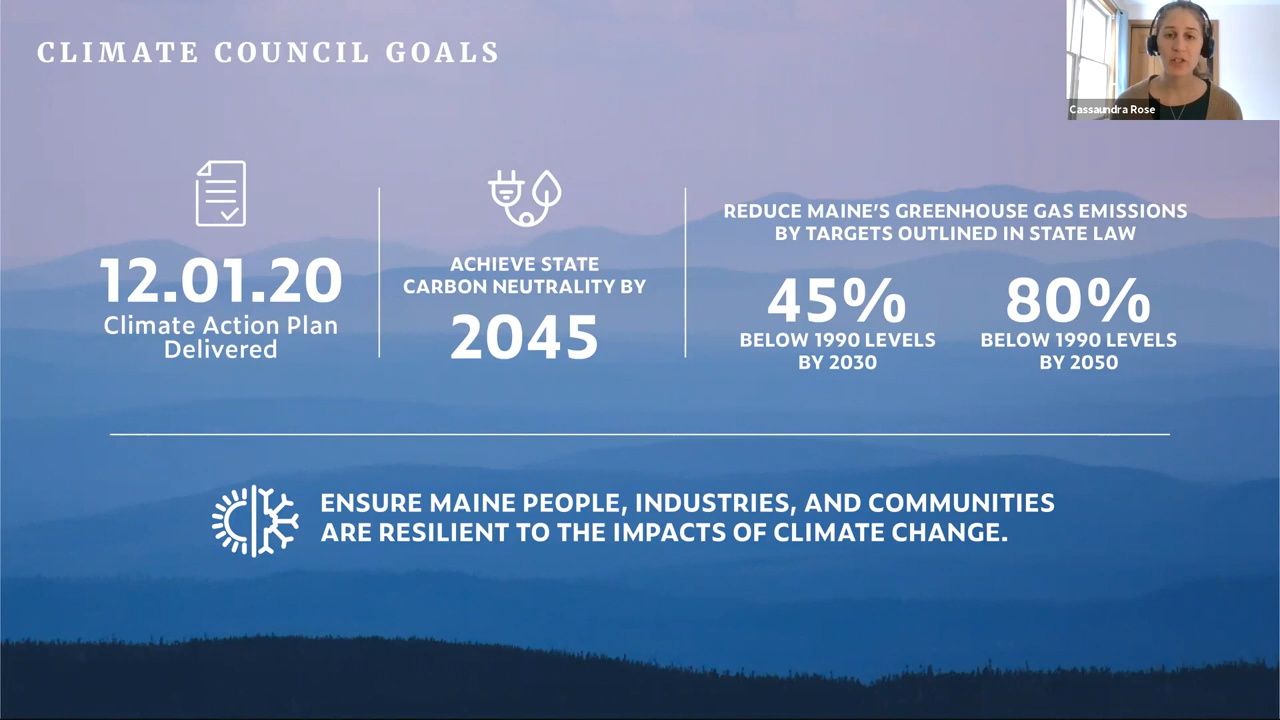 CLIMATE COUNCIL GOALS
Cassaundra Rose
12.01.20
Climate Action Plan
Delivered
ACHIEVE STATE
CARBON NEUTRALITY BY
2045
REDUCE MAINE'S GREENHOUSE GAS EMISSIONS
BY TARGETS OUTLINED IN STATE LAW
45%
BELOW 1990 LEVELS
BY 2030
80%
BELOW 1990 LEVELS
BY 2050
ENSURE MAINE PEOPLE, INDUSTRIES, AND COMMUNITIES
ARE RESILIENT TO THE IMPACTS OF CLIMATE CHANGE.